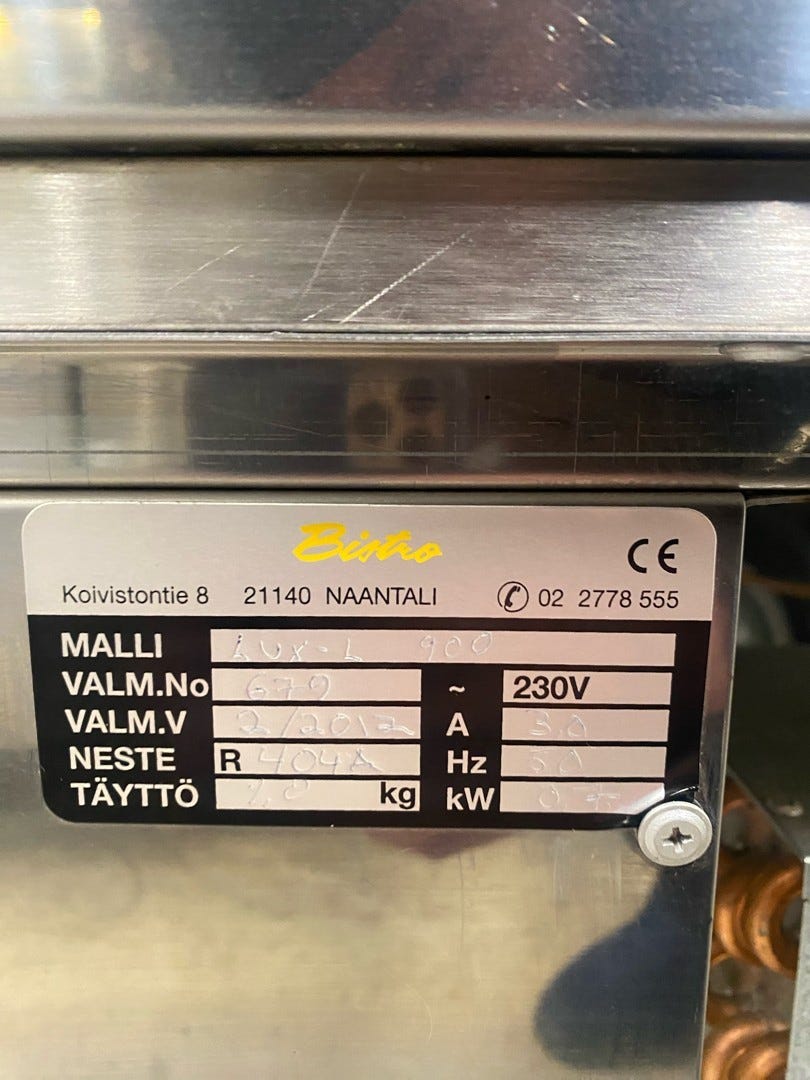 Bistro
CE
Koivistontie 8 21140 NAANTALI 02 2778 555
MALLI LUX-L 900
VALM.No 679 ~ 230V
VALM.V 2/2012 A 3,0
NESTE R 404A Hz 50
TÄYTTÖ kg kW